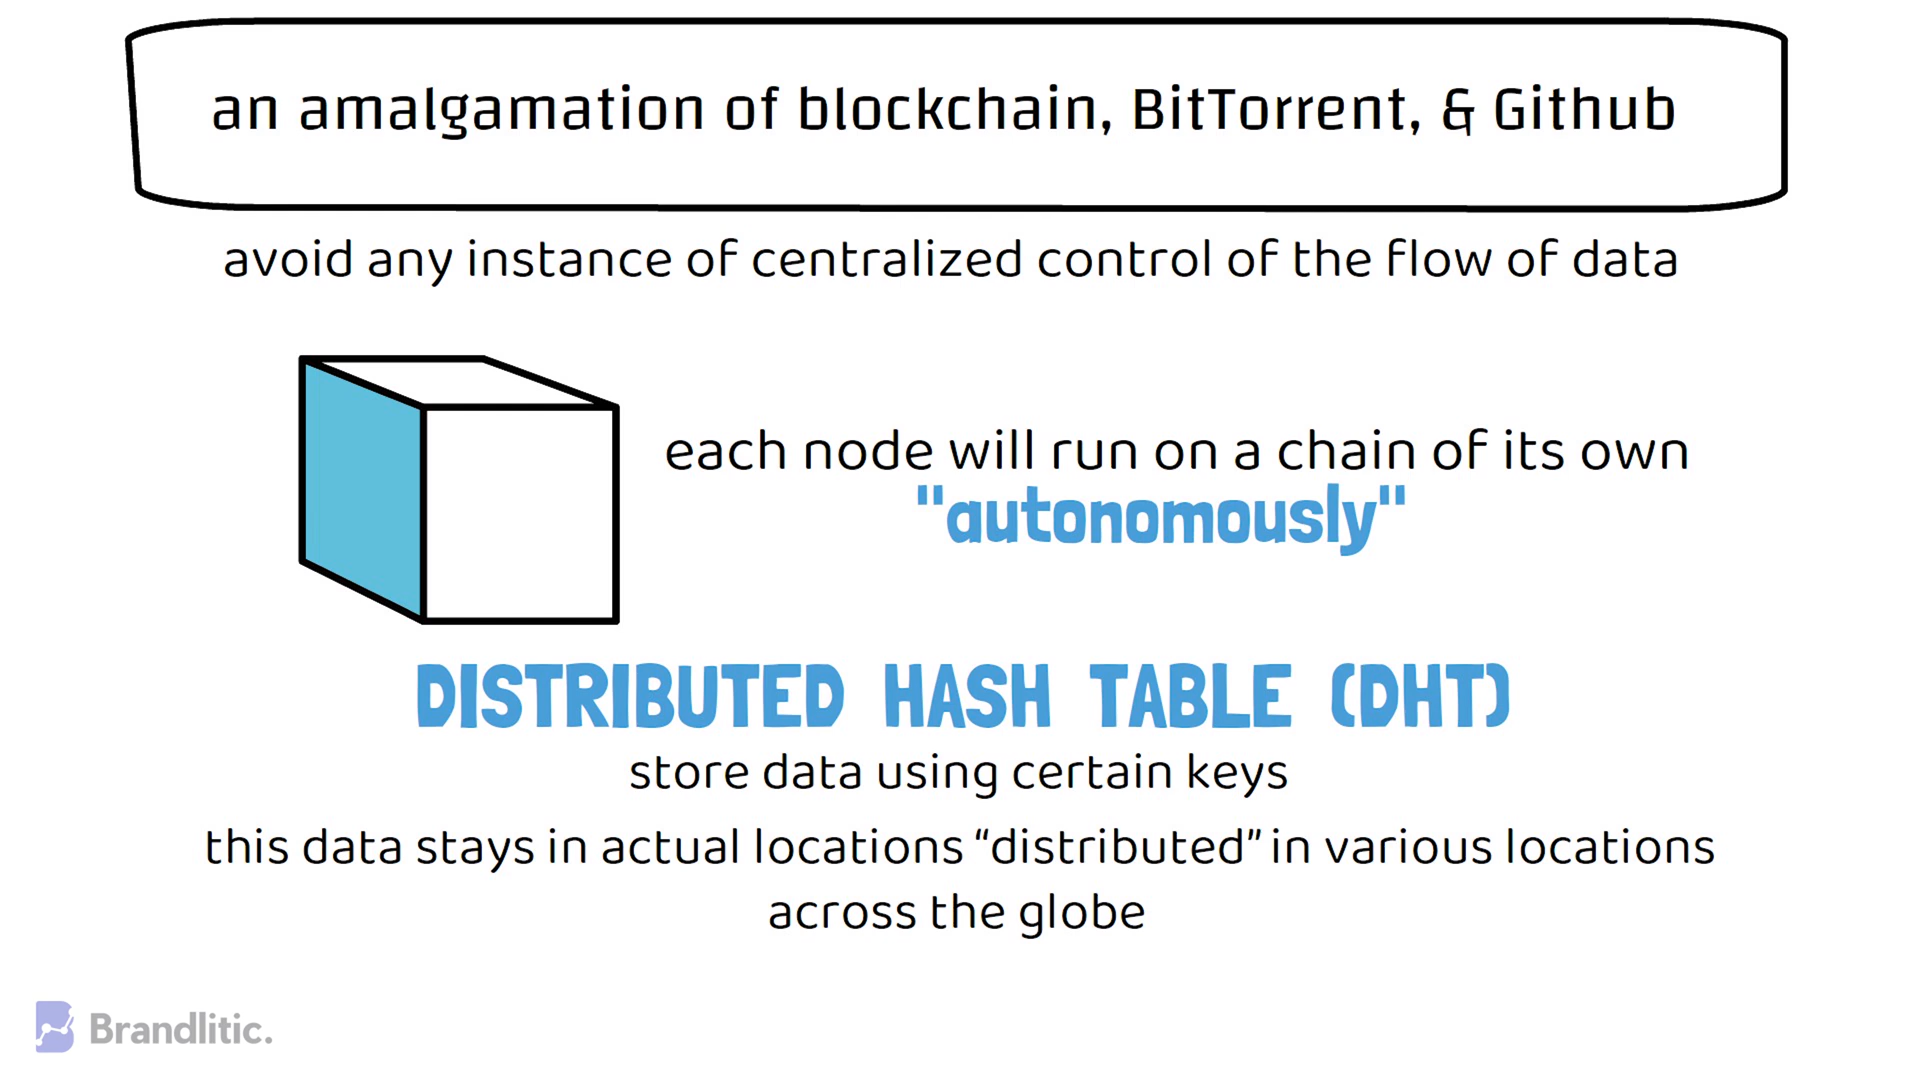 an amalgamation of blockchain, BitTorrent, & Github
avoid any instance of centralized control of the flow of data
each node will run on a chain of its own
"autonomously"
DISTRIBUTED HASH TABLE (DHT)
store data using certain keys
this data stays in actual locations “distributed” in various locations
across the globe
Brandlitic.